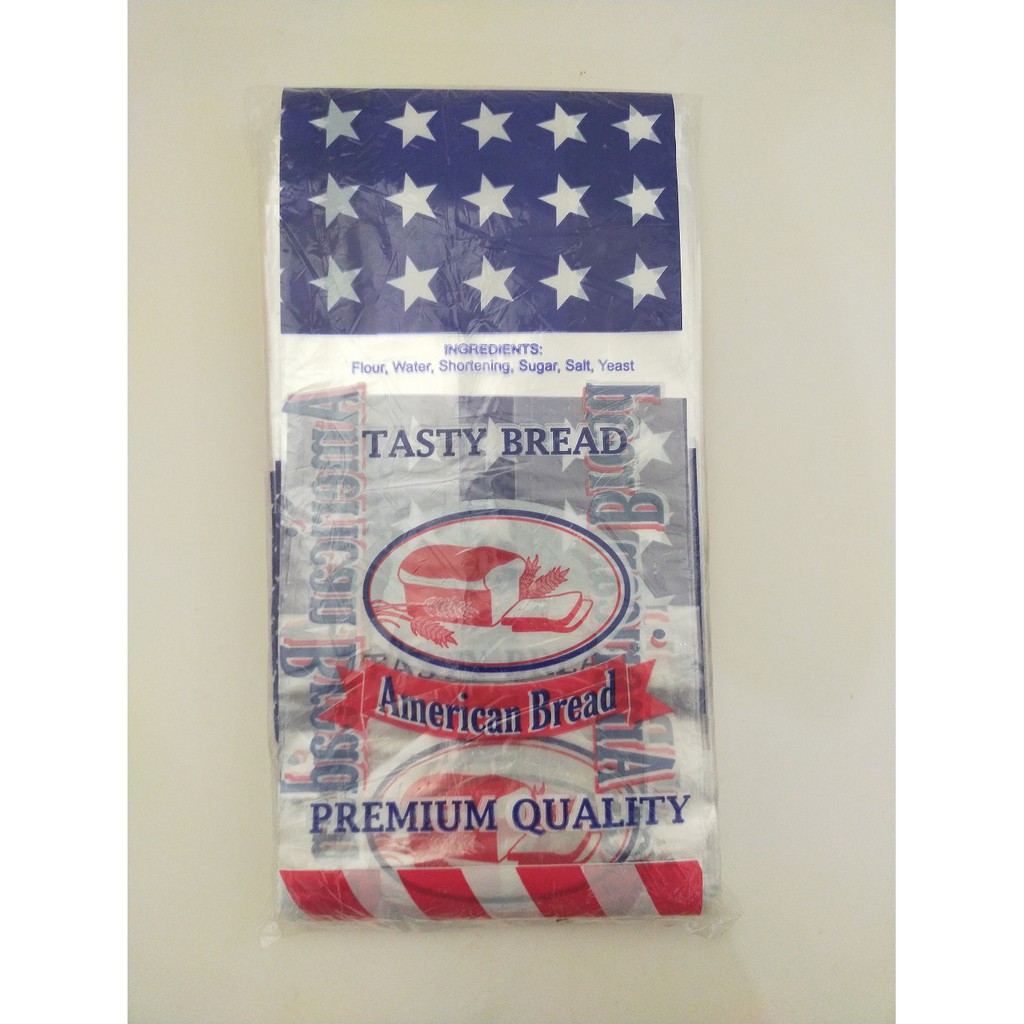 INGREDIENTS:
Flour, Water, Shortening, Sugar, Salt, Yeast
TASTY BREAD
American Bread
American Bread
American Bread
PREMIUM QUALITY